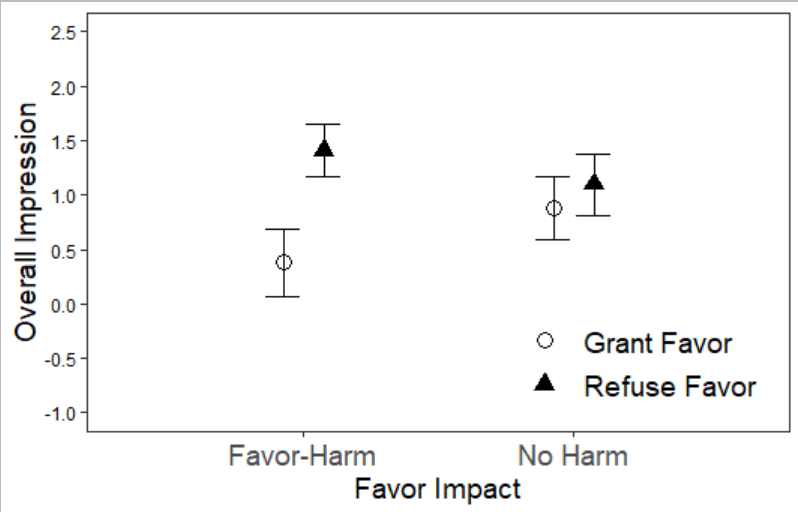 2.5
2.0
1.5
1.0
0.5
0.0
-0.5
-1.0
Overall Impression
Grant Favor
Refuse Favor
Favor-Harm No Harm
Favor Impact